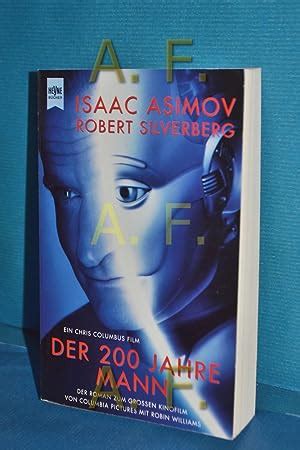 A. F.
HEYNE
BÜCHER
ISAAC ASIMOV
ROBERT SILVERBERG
A. F.
EIN CHRIS COLUMBUS FILM
DER 200 JAHRE
MANN
DER ROMAN ZUM GROSSEN KINOFILM
VON COLUMBIA PICTURES MIT ROBIN WILLIAMS
A. F.